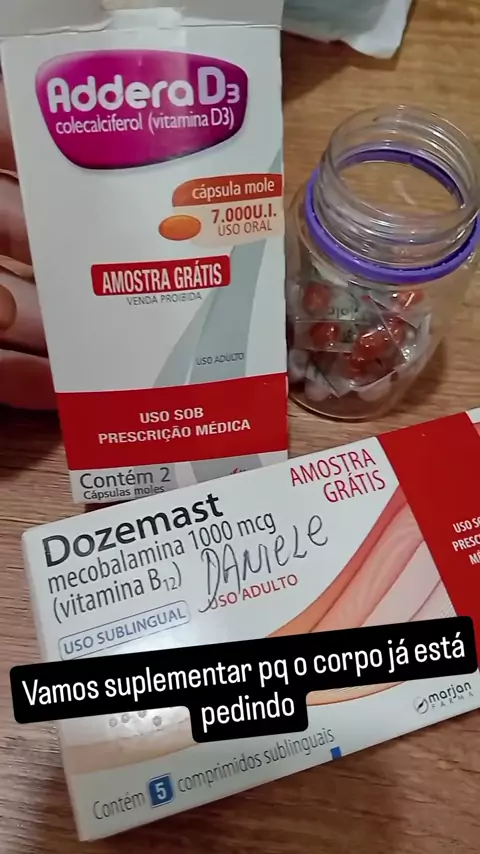 Addera D3
colecalciferol (vitamina D3)
cápsula mole
7.000U.I.
USO ORAL
AMOSTRA GRÁTIS
VENDA PROIBIDA
USO ADULTO
USO SOB
PRESCRIÇÃO MÉDICA
Contém 2
Cápsulas moles
AMOSTRA
GRÁTIS
Dozemast
mecobalamina 1000 mcg
(vitamina B12)
DANIELE
USO ADULTO
USO SUBLINGUAL
Vamos suplementar pq o corpo já está
pedindo
marjan
FARMA
Contém 5 comprimidos sublinguais